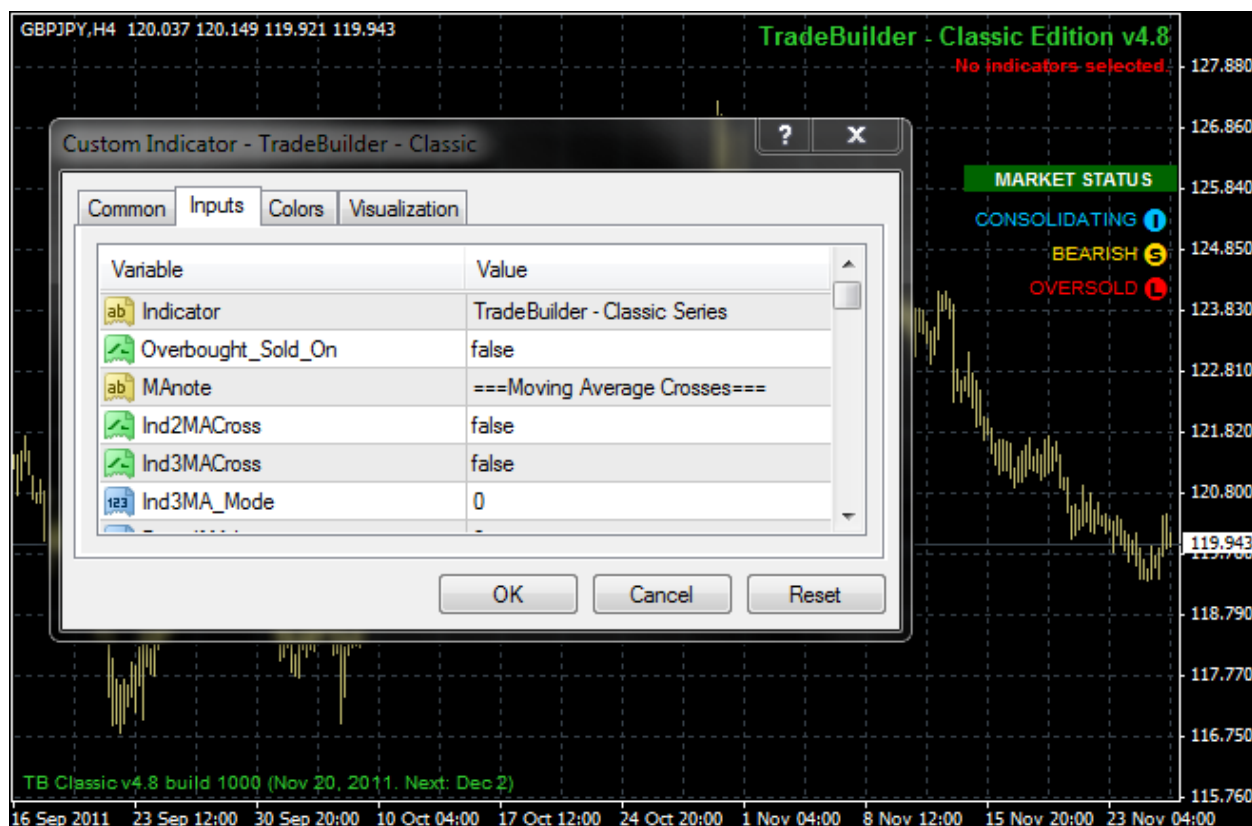 GBPJPY,H4 120.037 120.149 119.921 119.943
TradeBuilder - Classic Edition v4.8
No indicators selected.
127.880
126.860
Custom Indicator - TradeBuilder - Classic
? X
MARKET STATUS
125.840
Common Inputs Colors Visualization
CONSOLIDATING I
BEARISH S
124.850
Variable Value
OVERSOLD L
ab Indicator TradeBuilder - Classic Series
123.830
Overbought_Sold_On false
122.810
ab MAnote ===Moving Average Crosses===
Ind2MACross false
121.820
Ind3MACross false
120.800
123 Ind3MA_Mode 0
119.943
OK Cancel Reset
118.790
117.770
116.750
TB Classic v4.8 build 1000 (Nov 20, 2011. Next: Dec 2)
115.760
16 Sep 2011 23 Sep 12:00 30 Sep 20:00 10 Oct 04:00 17 Oct 12:00 24 Oct 20:00 1 Nov 04:00 8 Nov 12:00 15 Nov 20:00 23 Nov 04:00